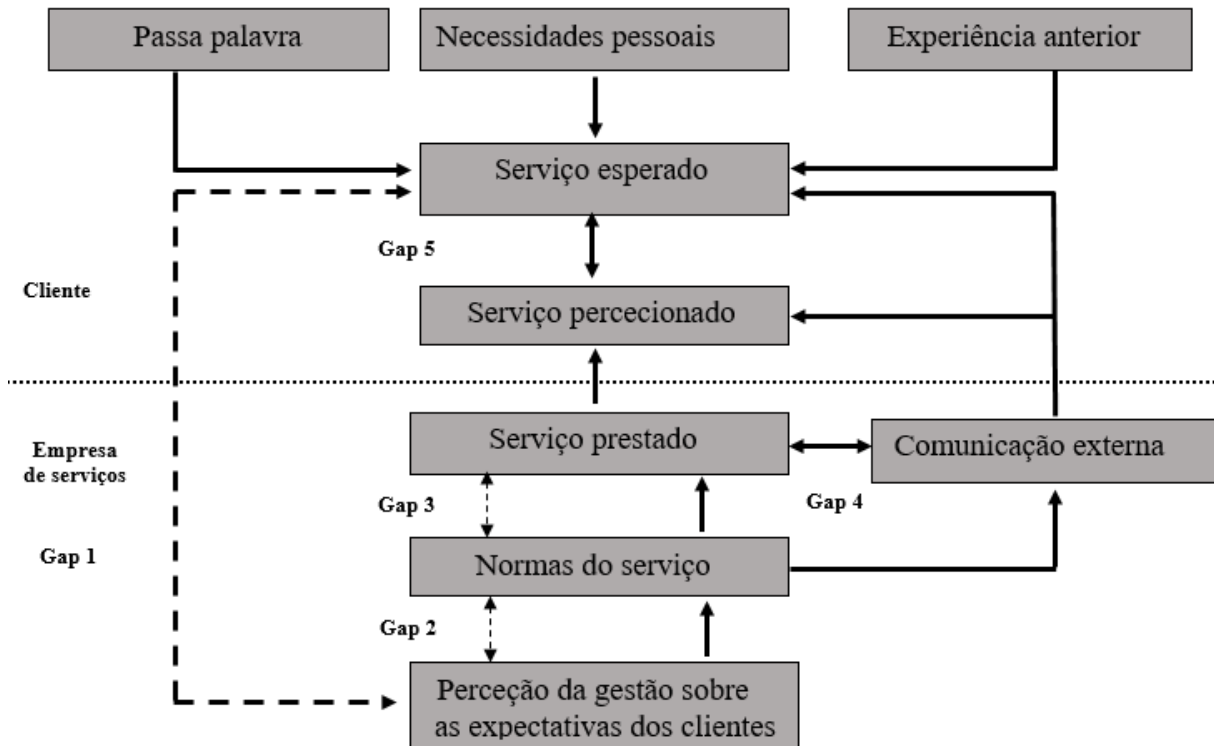 Passa palavra
Necessidades pessoais
Experiência anterior
Serviço esperado
Gap 5
Cliente
Serviço percecionado
Serviço prestado
Comunicação externa
Empresa
de serviços
Gap 3
Gap 4
Gap 1
Normas do serviço
Gap 2
Perceção da gestão sobre
as expectativas dos clientes